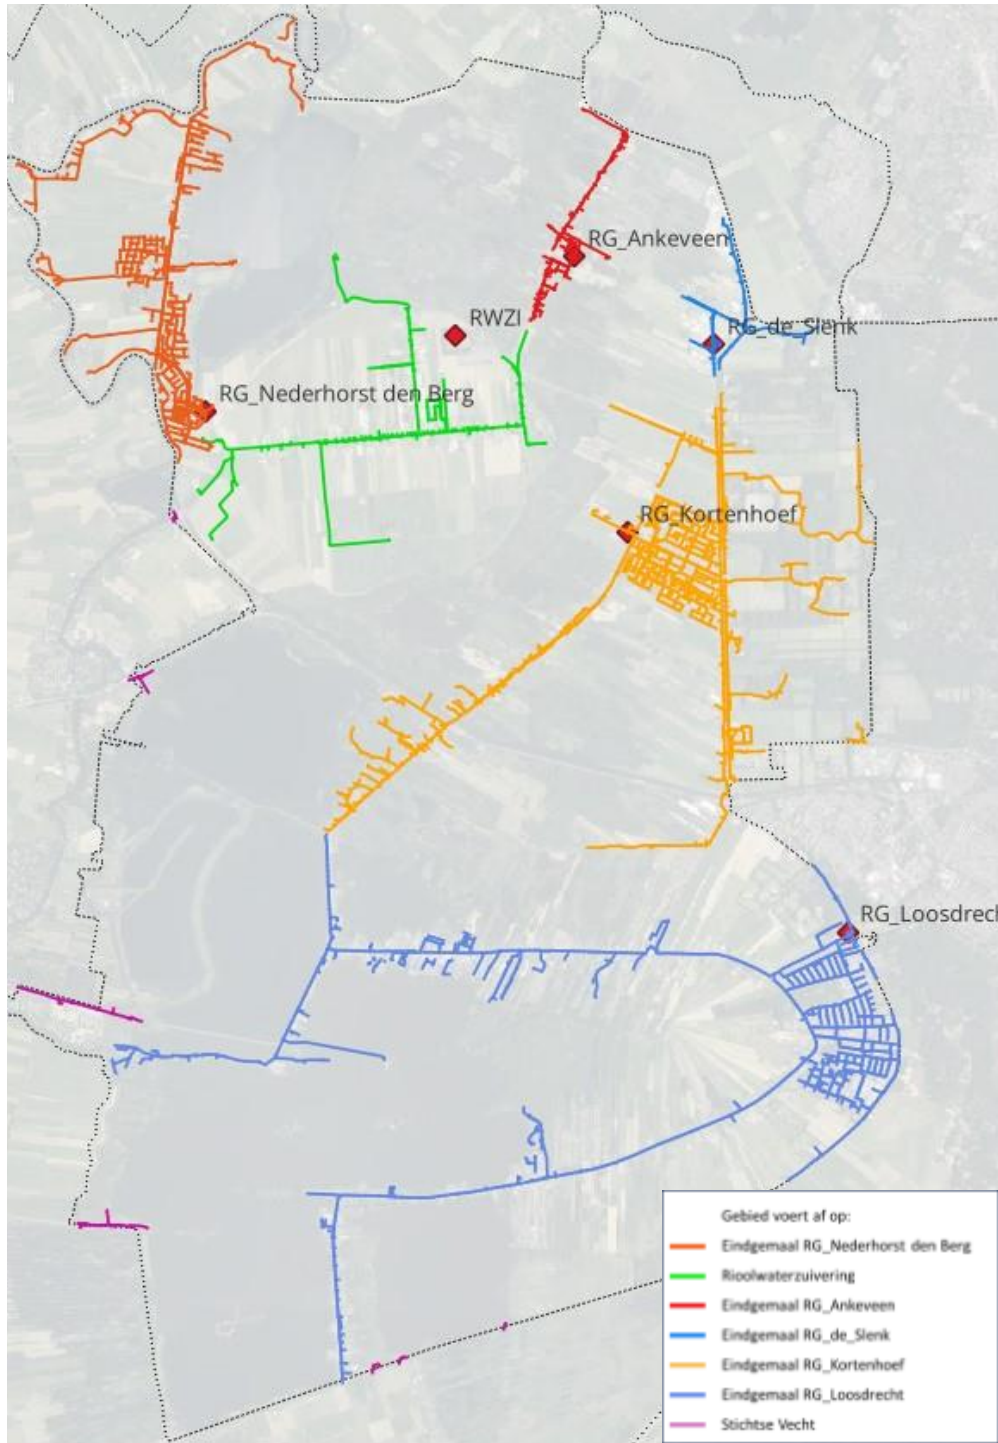 RG_Ankeveen
RWZI
RG_de_Slenk
RG_Nederhorst den Berg
RG_Kortenhoef
RG_Loosdrech
Gebied voert af op:
Eindgemaal RG_Nederhorst den Berg
Rioolwaterzuivering
Eindgemaal RG_Ankeveen
Eindgemaal RG_de_Slenk
Eindgemaal RG_Kortenhoef
Eindgemaal RG_Loosdrecht
Stichtse Vecht